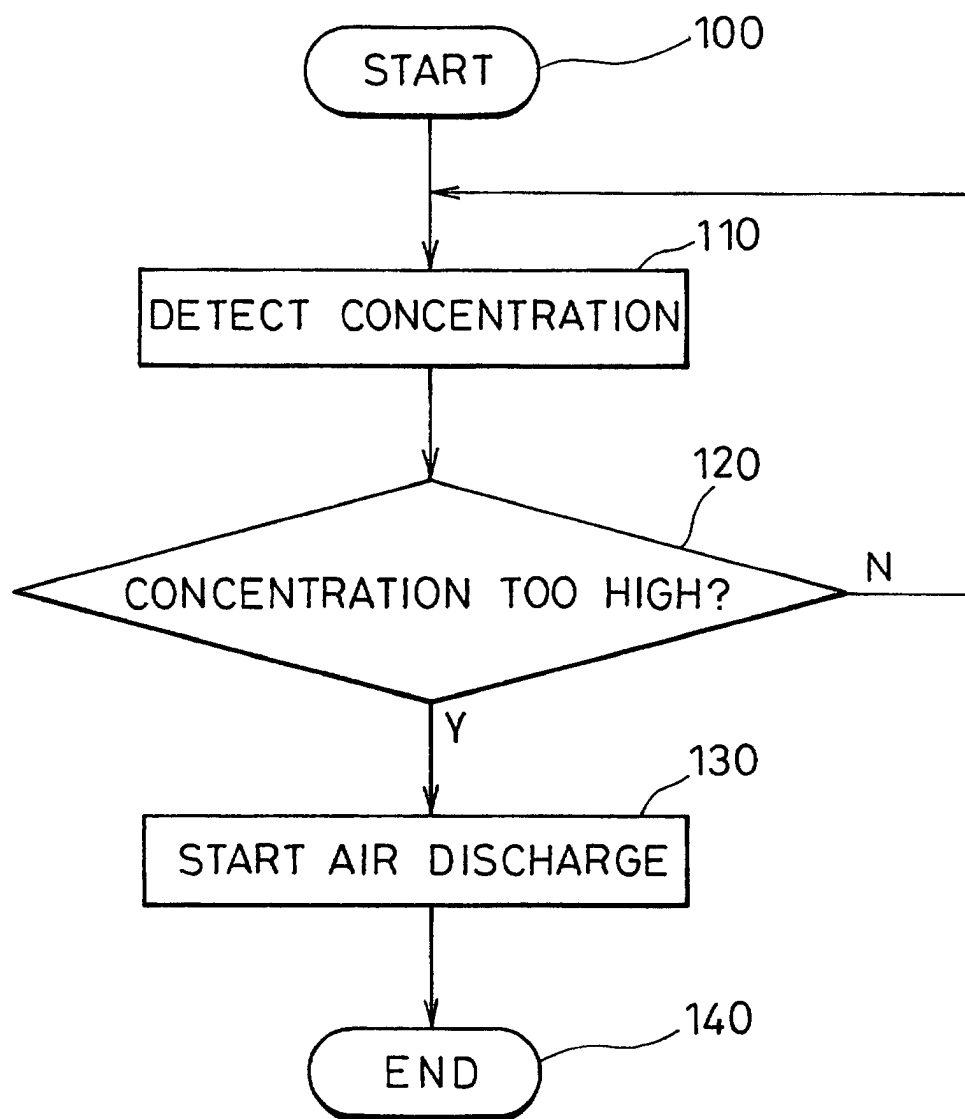 100
START
110
DETECT CONCENTRATION
120
CONCENTRATION TOO HIGH?
N
Y
130
START AIR DISCHARGE
140
END